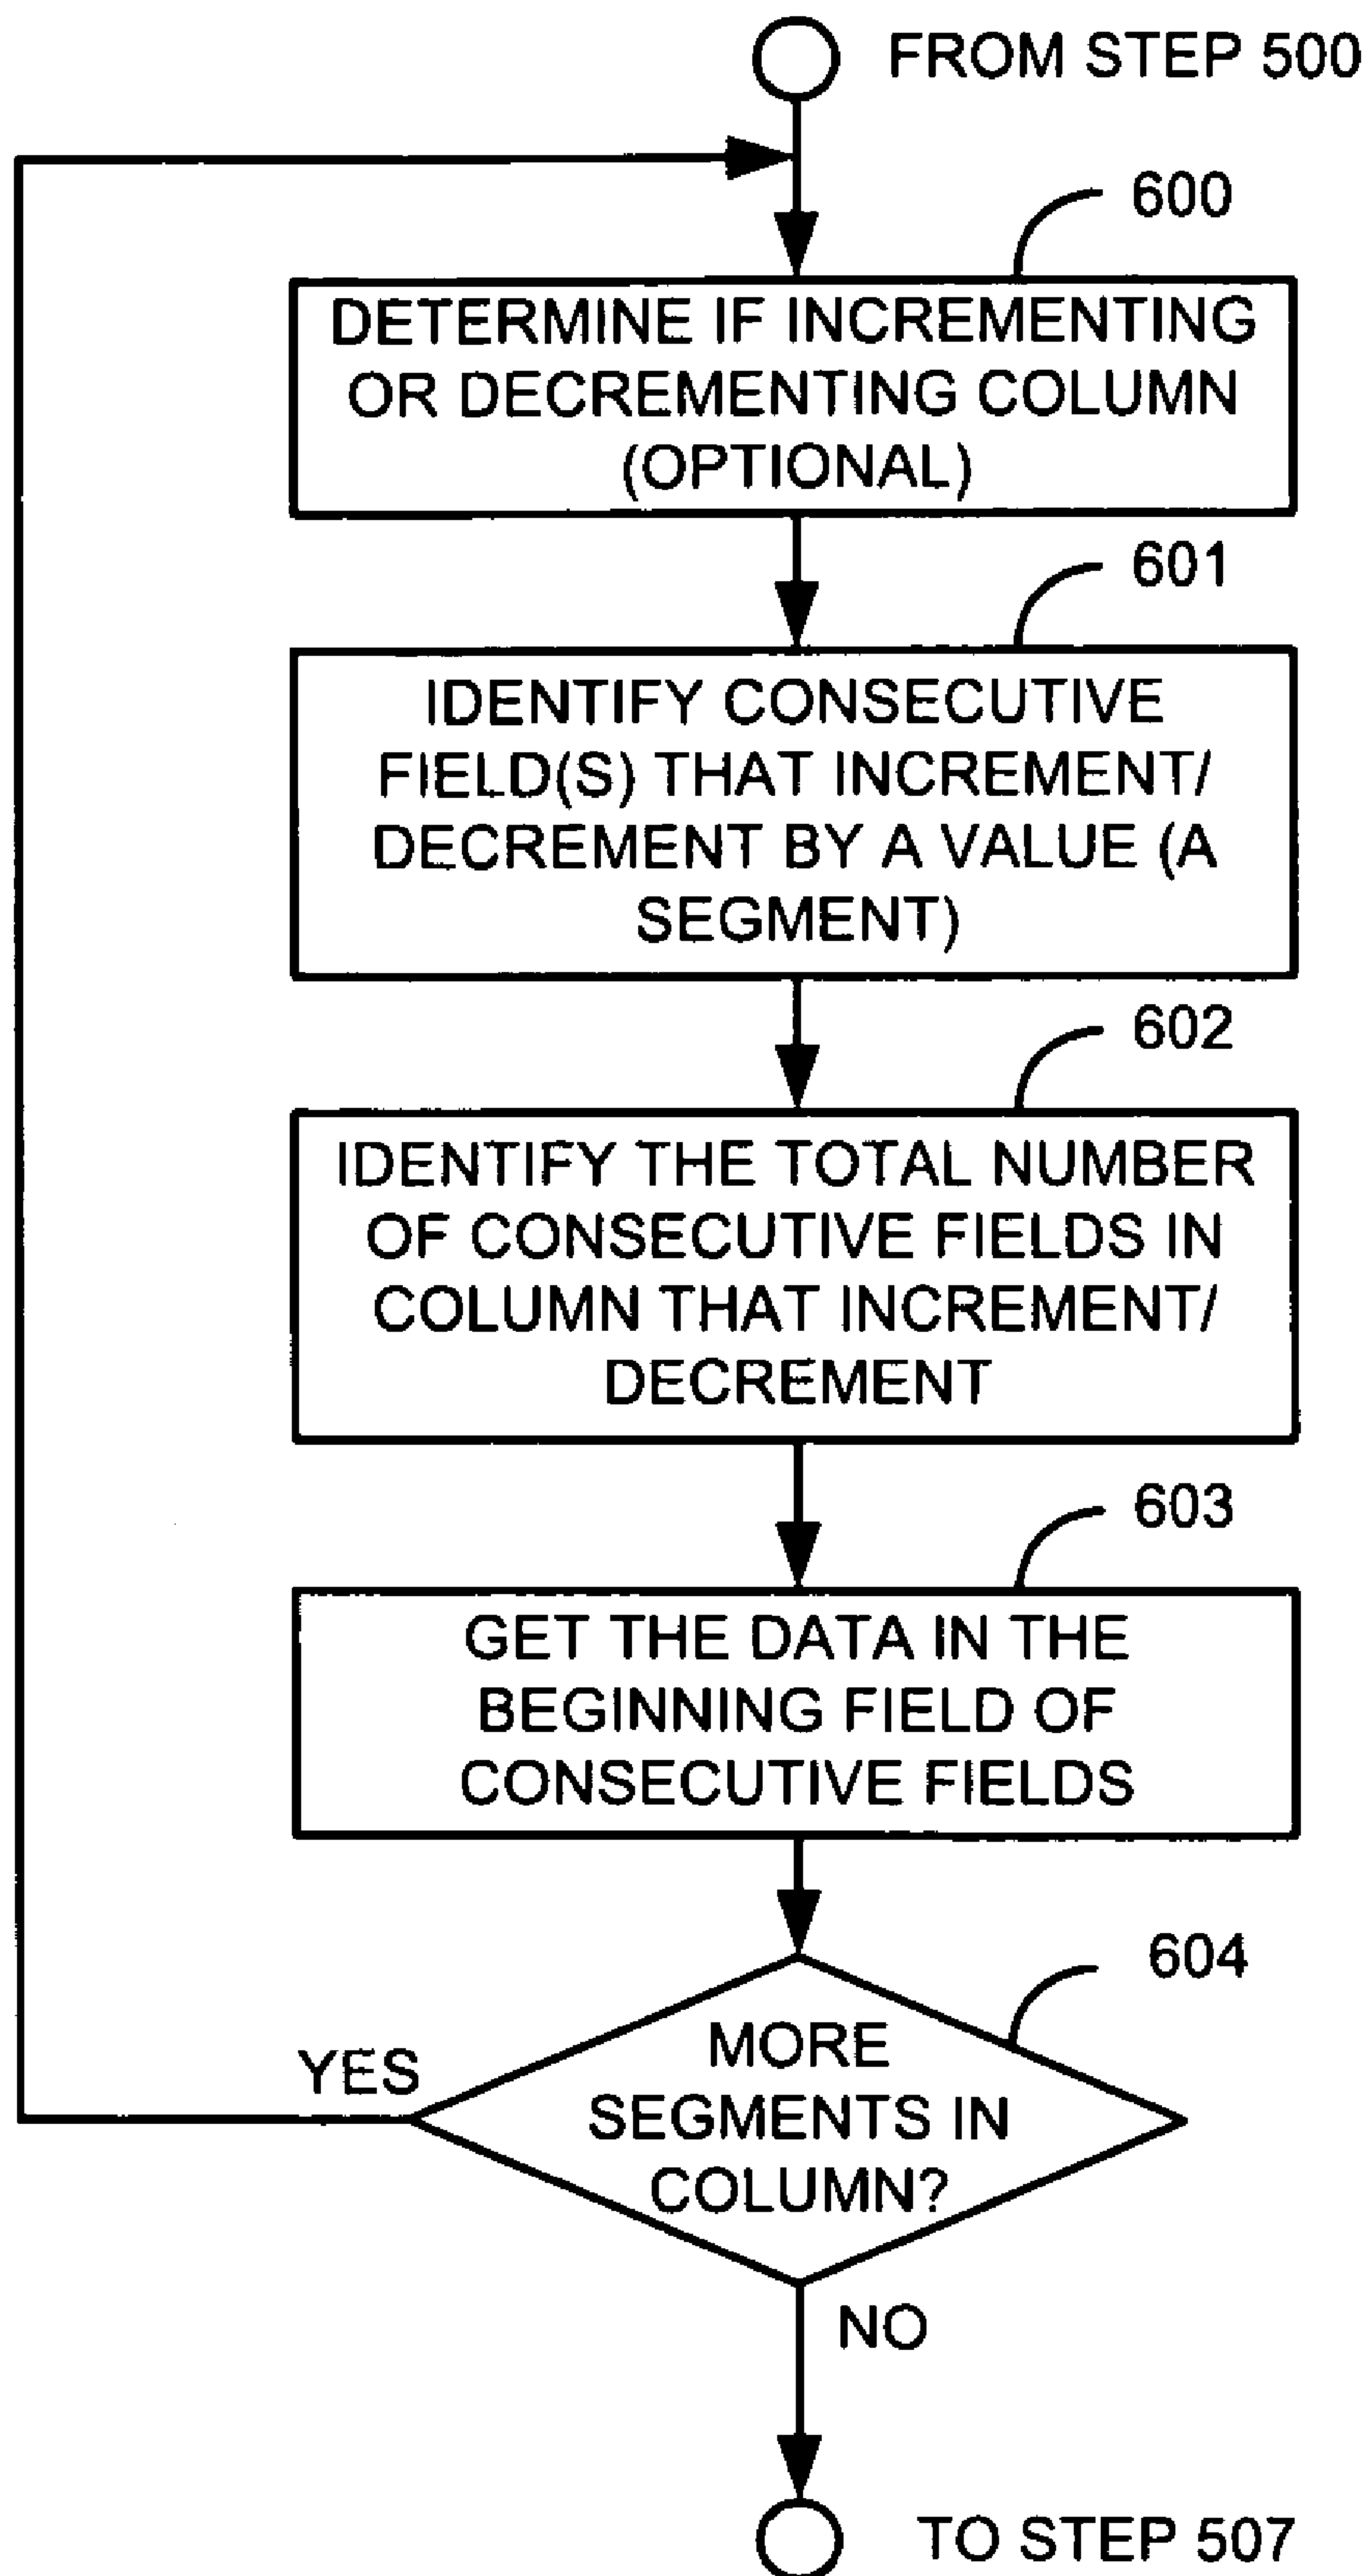 FROM STEP 500
600
DETERMINE IF INCREMENTING
OR DECREMENTING COLUMN
(OPTIONAL)
601
IDENTIFY CONSECUTIVE
FIELD(S) THAT INCREMENT/
DECREMENT BY A VALUE (A
SEGMENT)
602
IDENTIFY THE TOTAL NUMBER
OF CONSECUTIVE FIELDS IN
COLUMN THAT INCREMENT/
DECREMENT
603
GET THE DATA IN THE
BEGINNING FIELD OF
CONSECUTIVE FIELDS
604
MORE
SEGMENTS IN
COLUMN?
YES
NO
TO STEP 507